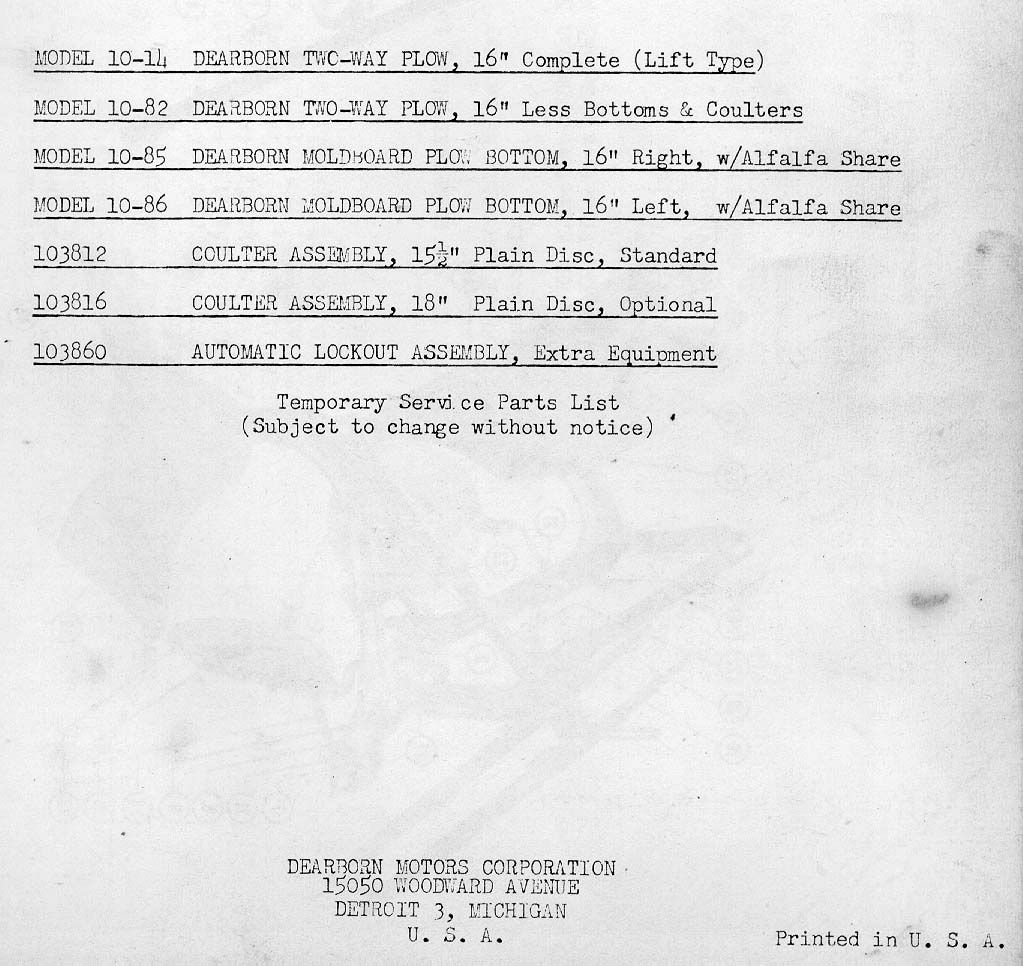 MODEL 10-14 DEARBORN TWO-WAY PLOW, 16" Complete (Lift Type)
MODEL 10-82 DEARBORN TWO-WAY PLOW, 16" Less Bottoms & Coulters
MODEL 10-85 DEARBORN MOLDBOARD PLOW BOTTOM, 16" Right, w/Alfalfa Share
MODEL 10-86 DEARBORN MOLDBOARD PLOW BOTTOM, 16" Left, w/Alfalfa Share
103812 COULTER ASSEMBLY, 15½" Plain Disc, Standard
103816 COULTER ASSEMBLY, 18" Plain Disc, Optional
103860 AUTOMATIC LOCKOUT ASSEMBLY, Extra Equipment
Temporary Service Parts List
(Subject to change without notice)
DEARBORN MOTORS CORPORATION
15050 WOODWARD AVENUE
DETROIT 3, MICHIGAN
U. S. A.
Printed in U. S. A.